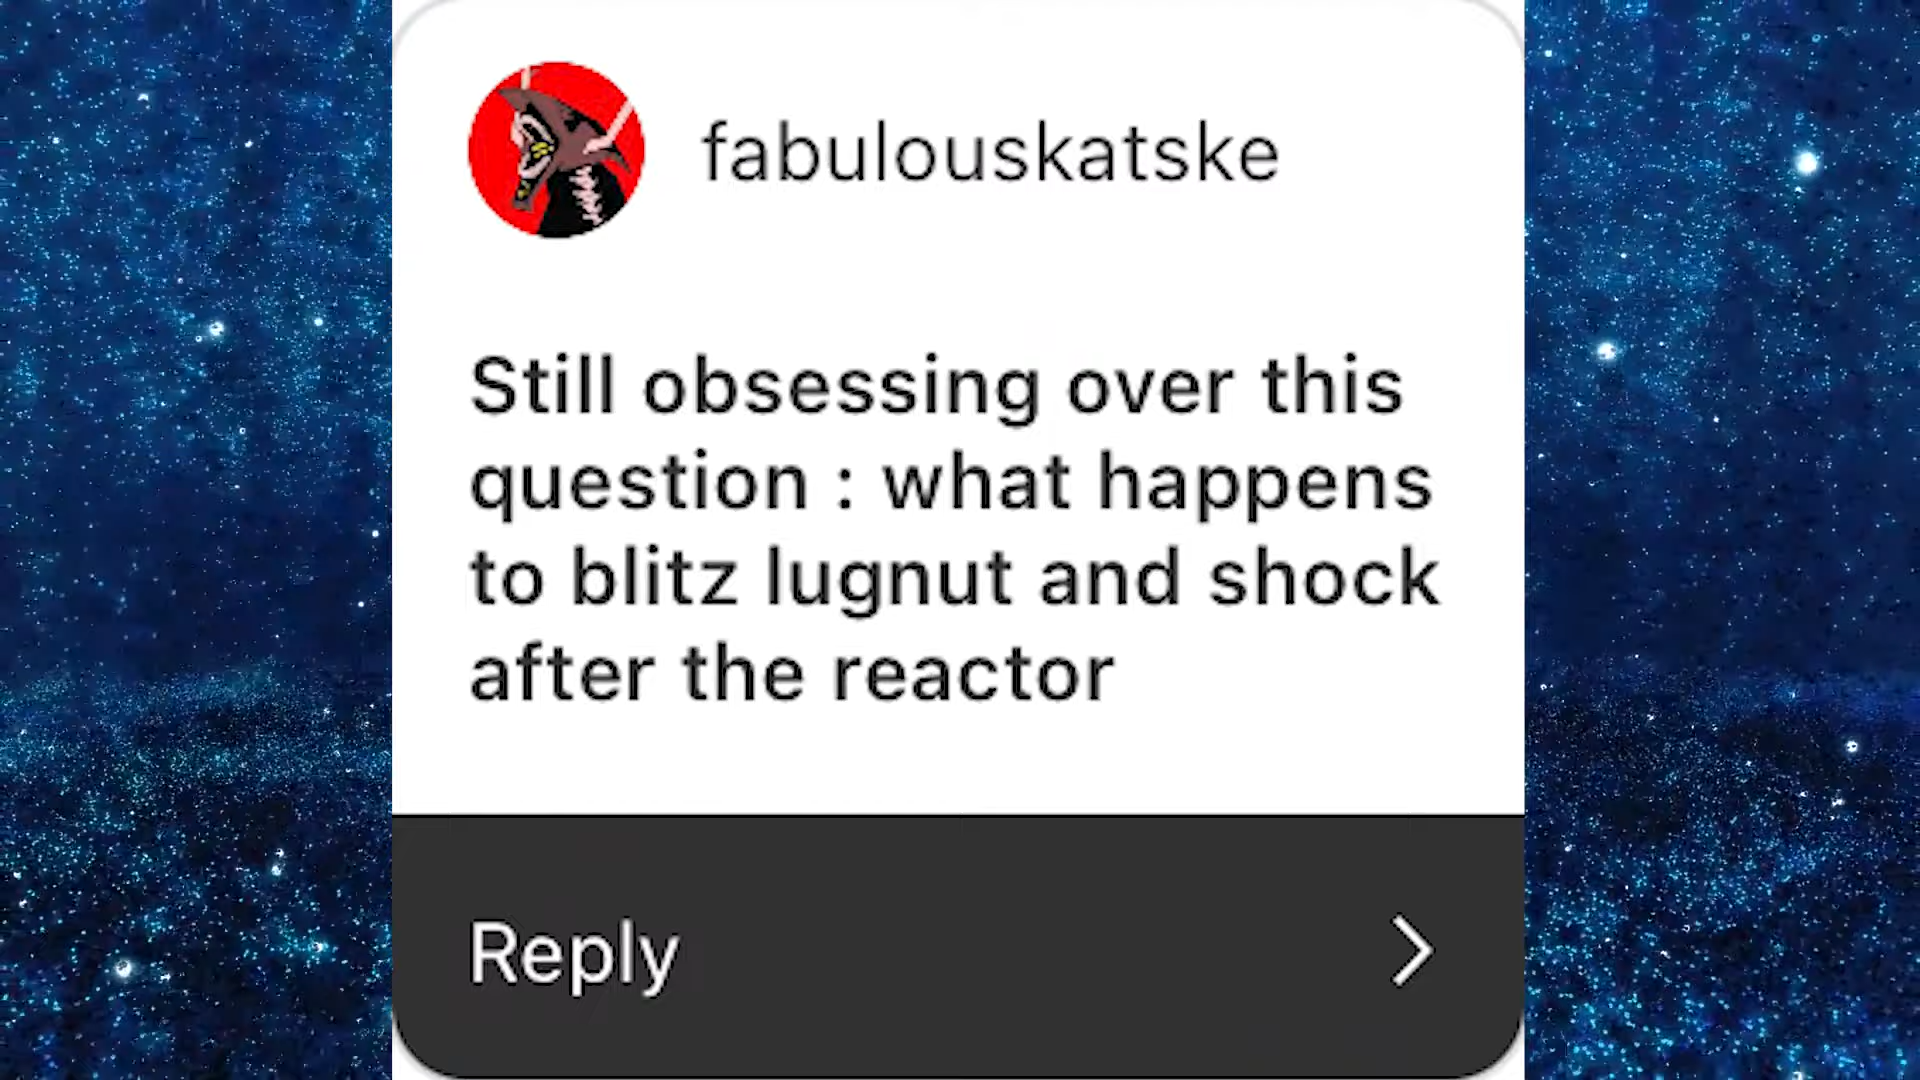 fabulouskatske
Still obsessing over this
question : what happens
to blitz lugnut and shock
after the reactor
Reply